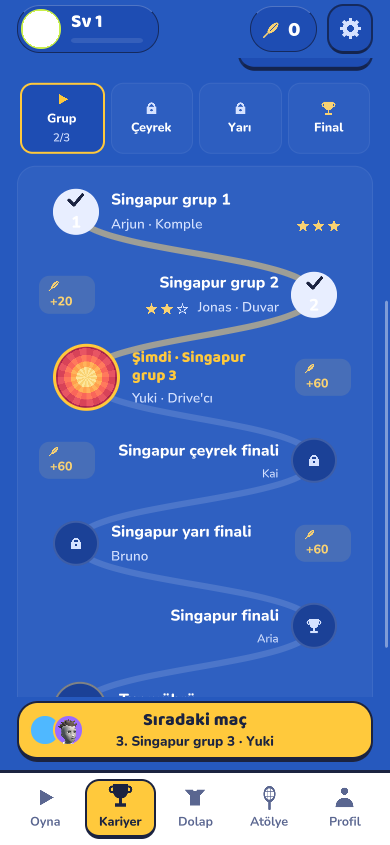 Sv 1
0
Grup
2/3
Çeyrek
Yarı
Final
Singapur grup 1
Arjun · Komple
1
Singapur grup 2
Jonas · Duvar
2
+20
Şimdi · Singapur
grup 3
Yuki · Drive'cı
+60
Singapur çeyrek finali
Kai
+60
Singapur yarı finali
Bruno
+60
Singapur finali
Aria
Sıradaki maç
3. Singapur grup 3 · Yuki
Oyna
Kariyer
Dolap
Atölye
Profil